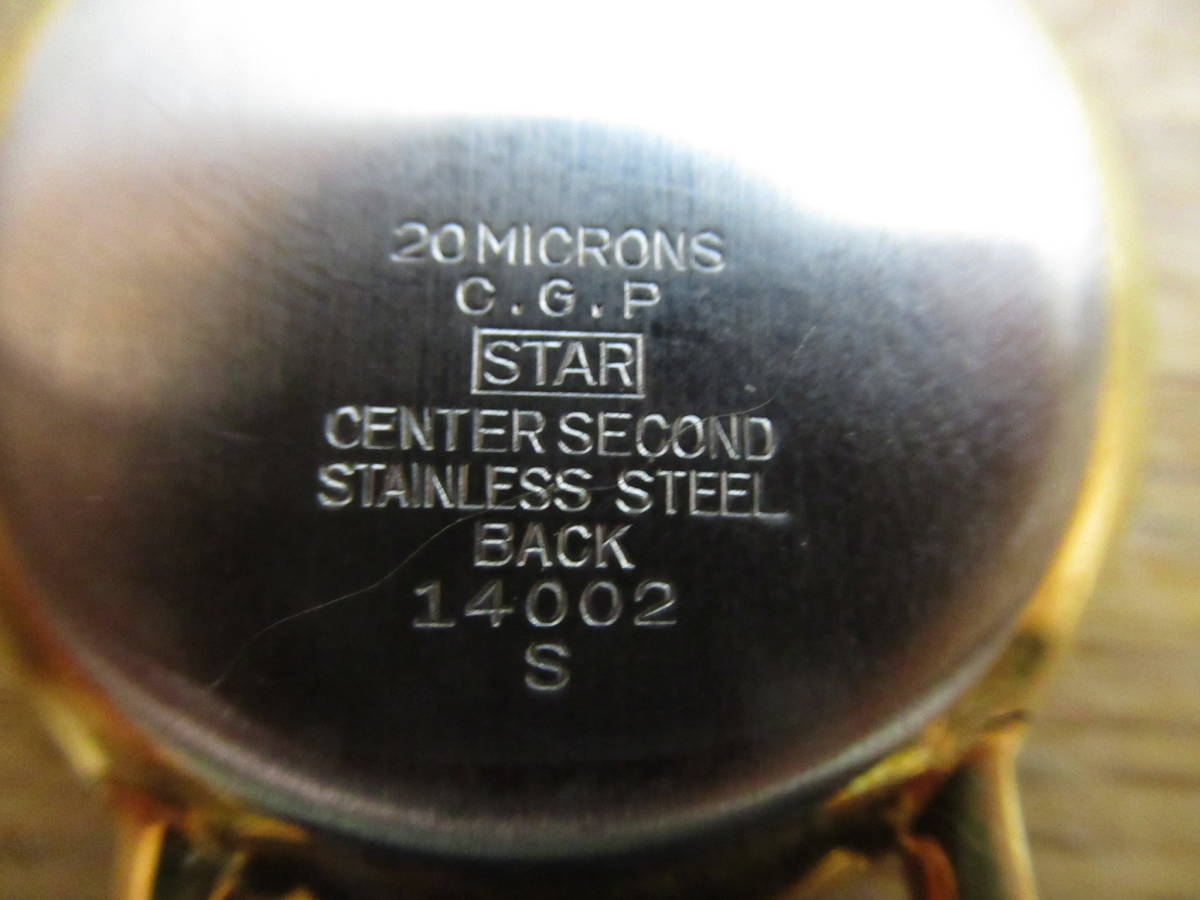 20 MICRONS
C.G.P
STAR
CENTER SECOND
STAINLESS STEEL
BACK
14002
S